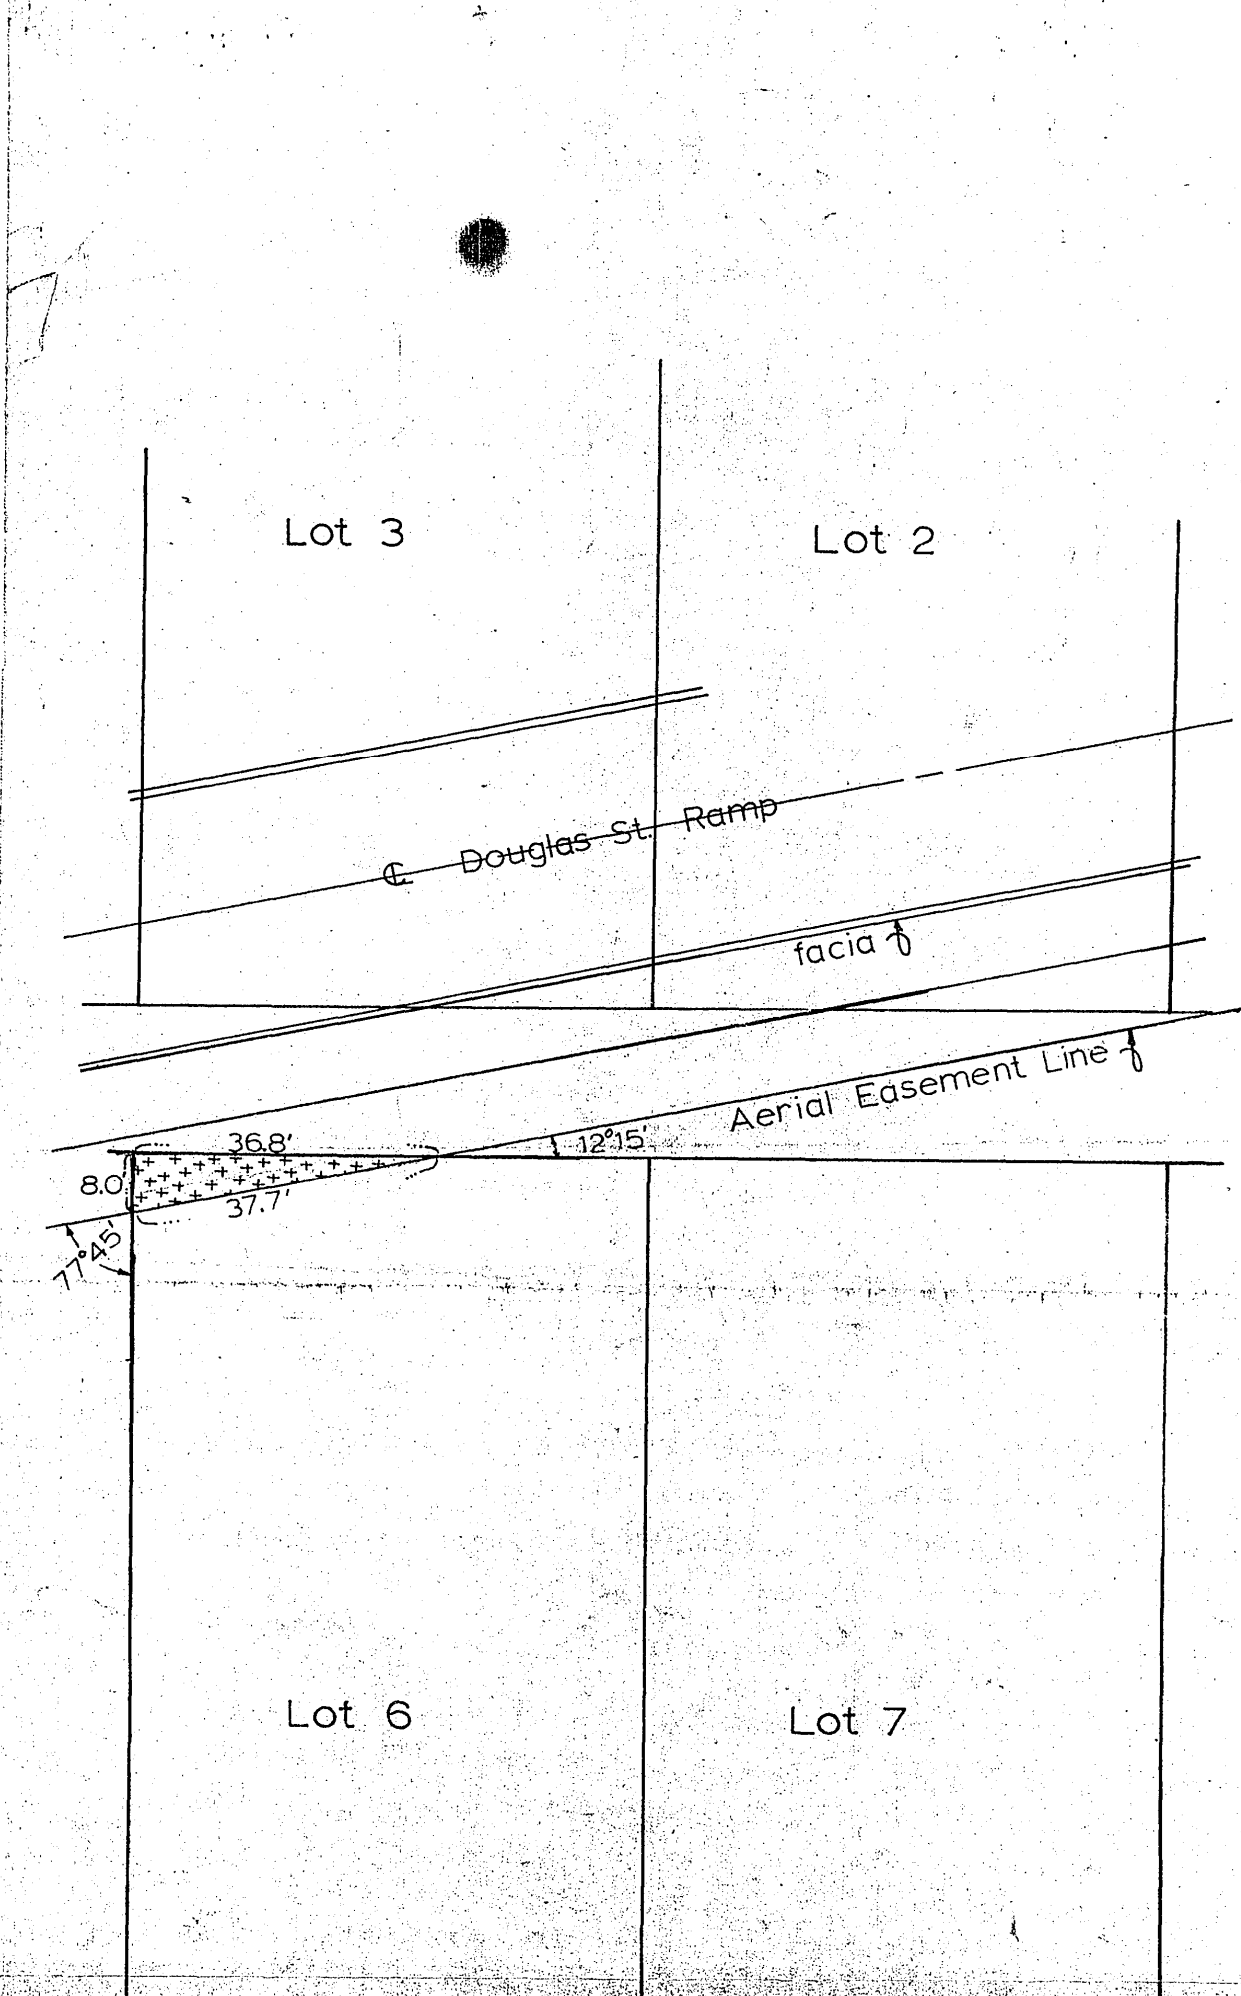 Lot 3
Lot 2
℄ Douglas St. Ramp
facia
Aerial Easement Line
36.8'
12°15'
8.0'
37.7'
77°45'
Lot 6
Lot 7